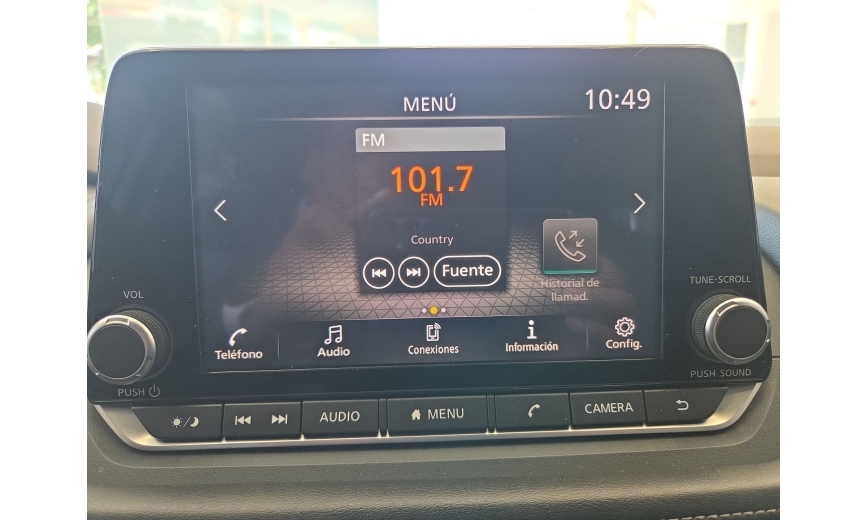 MENÚ
10:49
FM
101.7
FM
Country
Fuente
Historial de
llamad.
VOL
TUNE·SCROLL
Teléfono
Audio
Conexiones
Información
Config.
PUSH
PUSH SOUND
AUDIO
MENU
CAMERA